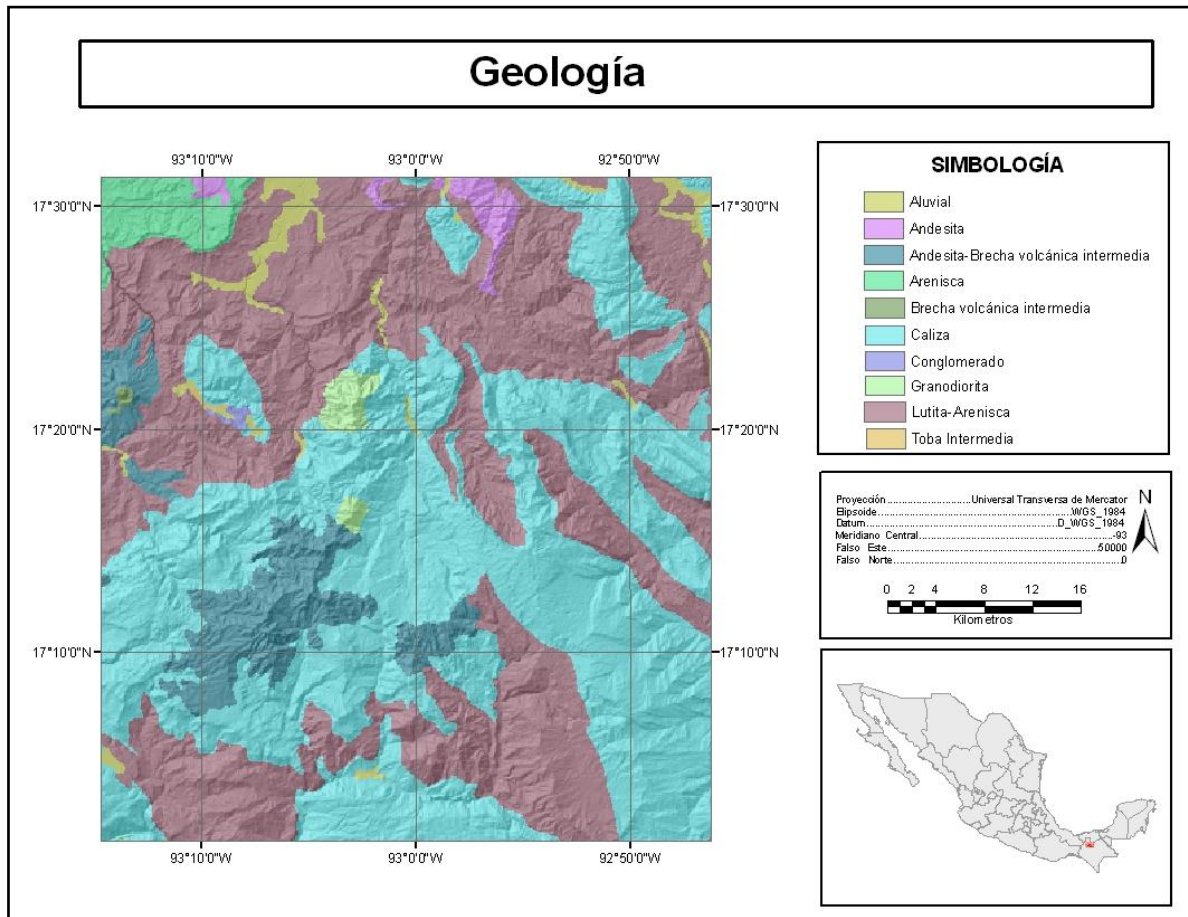 Geología
93°10'0"W 93°0'0"W 92°50'0"W
17°30'0"N 17°30'0"N
17°20'0"N 17°20'0"N
17°10'0"N 17°10'0"N
93°10'0"W 93°0'0"W 92°50'0"W
SIMBOLOGÍA
Aluvial
Andesita
Andesita-Brecha volcánica intermedia
Arenisca
Brecha volcánica intermedia
Caliza
Conglomerado
Granodiorita
Lutita-Arenisca
Toba Intermedia
Proyección.........................Universal Transversa de Mercator
Elipsoide..........................................................WGS_1984
Datum..........................................................D_WGS_1984
Meridiano Central......................................................-93
Falso Este..................................................................50000
Falso Norte.........................................................0
N
0 2 4 8 12 16
Kilometros